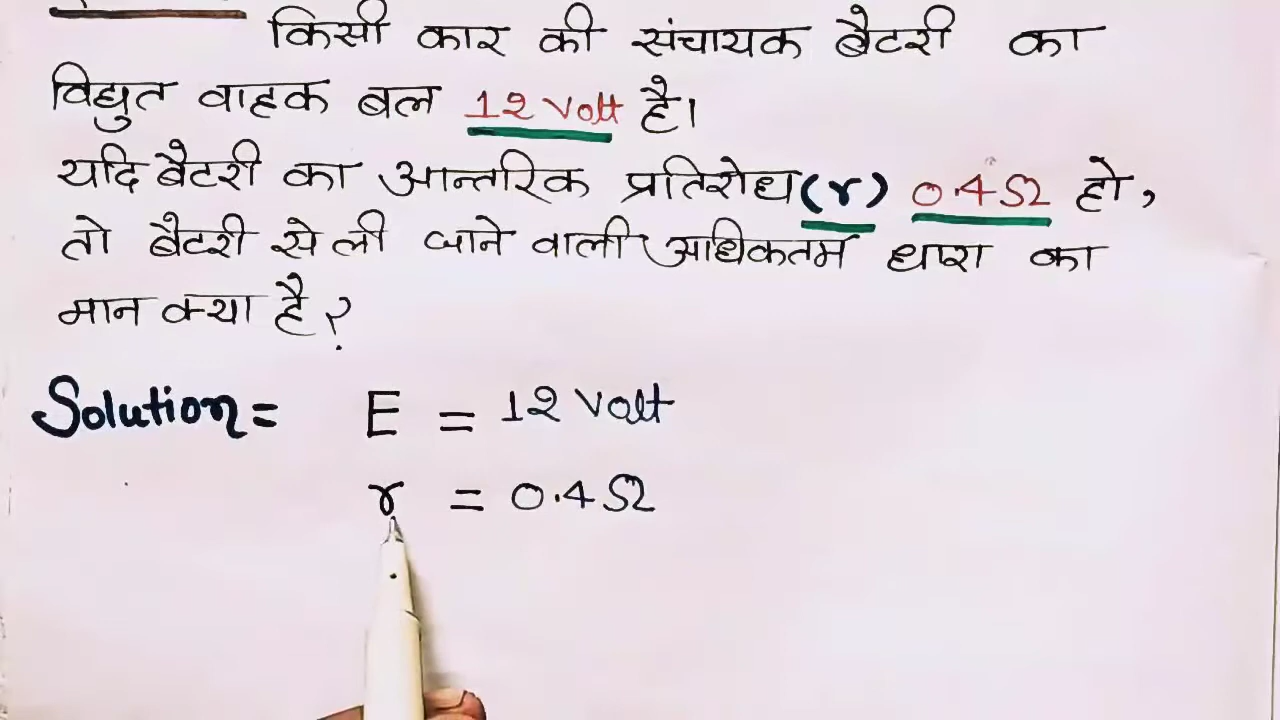 किसी कार की संचायक बैटरी का
विद्युत वाहक बल 12 Volt है।
यदि बैटरी का आन्तरिक प्रतिरोध (r) 0.4Ω हो,
तो बैटरी से ली जाने वाली अधिकतम धारा का
मान क्या है?
Solution = E = 12 Volt
r = 0.4Ω